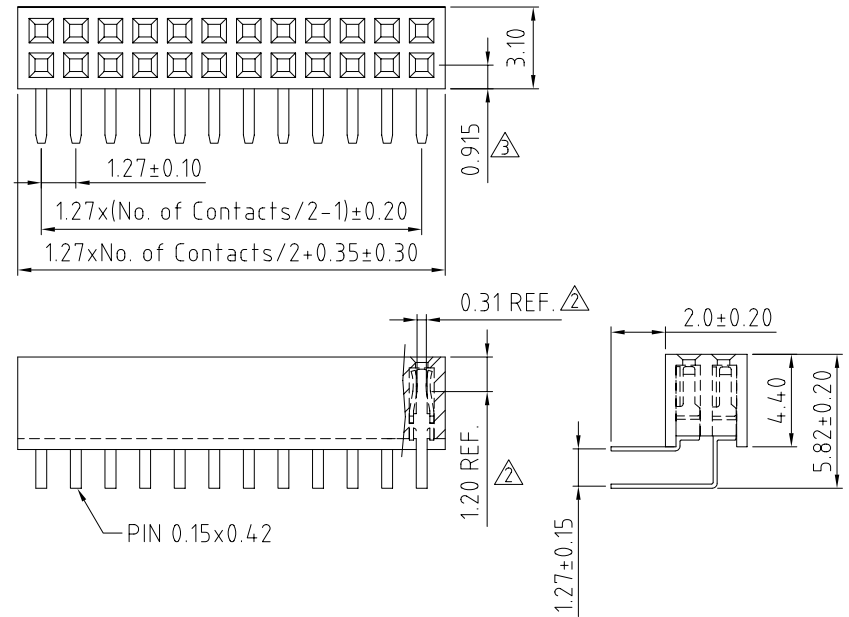 3.10
0.915
3
1.27±0.10
1.27x(No. of Contacts/2-1)±0.20
1.27xNo. of Contacts/2+0.35±0.30
0.31 REF.
2
2.0±0.20
4.40
5.82±0.20
1.20 REF.
2
PIN 0.15x0.42
1.27±0.15